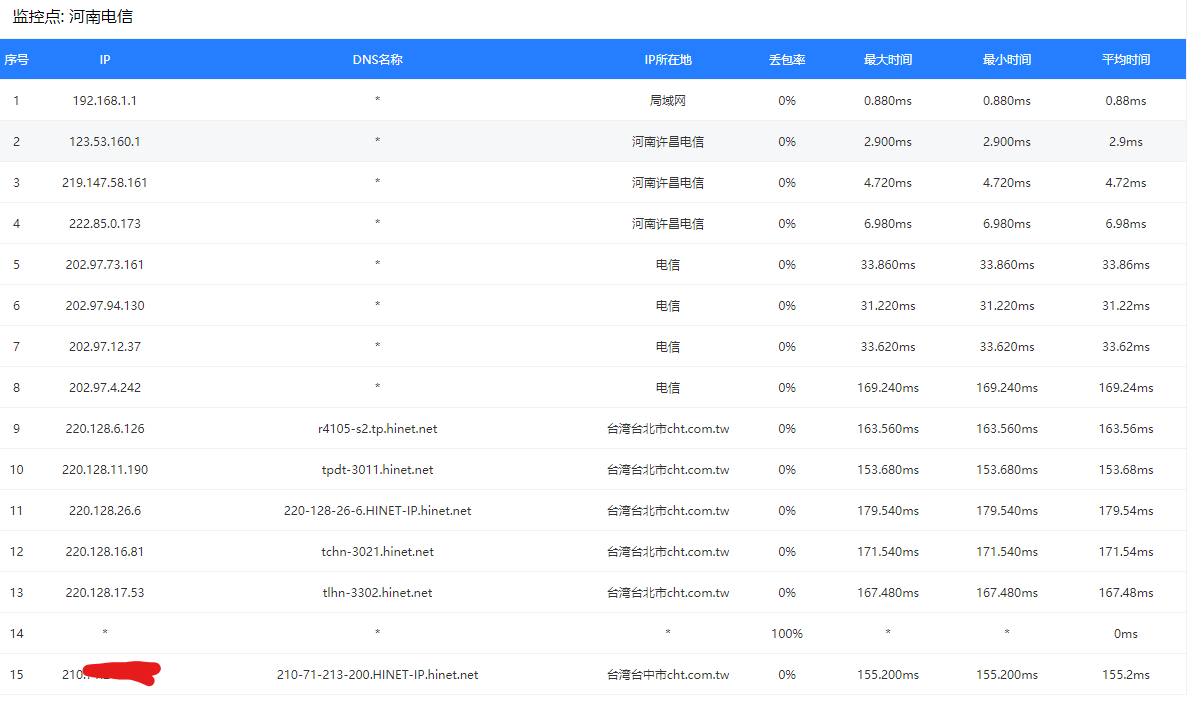 监控点: 河南电信
序号 IP DNS名称 IP所在地 丢包率 最大时间 最小时间 平均时间
1 192.168.1.1 * 局域网 0% 0.880ms 0.880ms 0.88ms
2 123.53.160.1 * 河南许昌电信 0% 2.900ms 2.900ms 2.9ms
3 219.147.58.161 * 河南许昌电信 0% 4.720ms 4.720ms 4.72ms
4 222.85.0.173 * 河南许昌电信 0% 6.980ms 6.980ms 6.98ms
5 202.97.73.161 * 电信 0% 33.860ms 33.860ms 33.86ms
6 202.97.94.130 * 电信 0% 31.220ms 31.220ms 31.22ms
7 202.97.12.37 * 电信 0% 33.620ms 33.620ms 33.62ms
8 202.97.4.242 * 电信 0% 169.240ms 169.240ms 169.24ms
9 220.128.6.126 r4105-s2.tp.hinet.net 台湾台北市cht.com.tw 0% 163.560ms 163.560ms 163.56ms
10 220.128.11.190 tpdt-3011.hinet.net 台湾台北市cht.com.tw 0% 153.680ms 153.680ms 153.68ms
11 220.128.26.6 220-128-26-6.HINET-IP.hinet.net 台湾台北市cht.com.tw 0% 179.540ms 179.540ms 179.54ms
12 220.128.16.81 tchn-3021.hinet.net 台湾台北市cht.com.tw 0% 171.540ms 171.540ms 171.54ms
13 220.128.17.53 tlhn-3302.hinet.net 台湾台北市cht.com.tw 0% 167.480ms 167.480ms 167.48ms
14 * * * 100% * * 0ms
15 210. 210-71-213-200.HINET-IP.hinet.net 台湾台中市cht.com.tw 0% 155.200ms 155.200ms 155.2ms